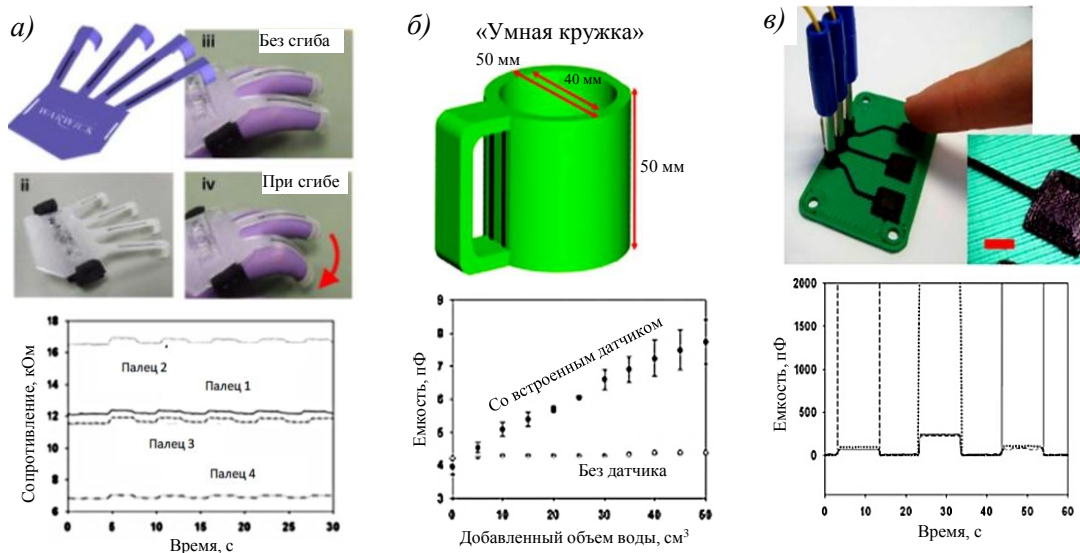 а)
WARWICK
iii
Без сгиба
ii
iv
При сгибе
Сопротивление, кОм
18
16
14
12
10
8
6
Палец 2
Палец 1
Палец 3
Палец 4
0
5
10
15
20
25
30
Время, с
б)
«Умная кружка»
50 мм
40 мм
50 мм
Емкость, пФ
9
8
7
6
5
4
3
Со встроенным датчиком
Без датчика
0
10
20
30
40
50
60
Добавленный объем воды, см³
в)
Емкость, пФ
2000
1500
1000
500
0
0
10
20
30
40
50
60
Время, с